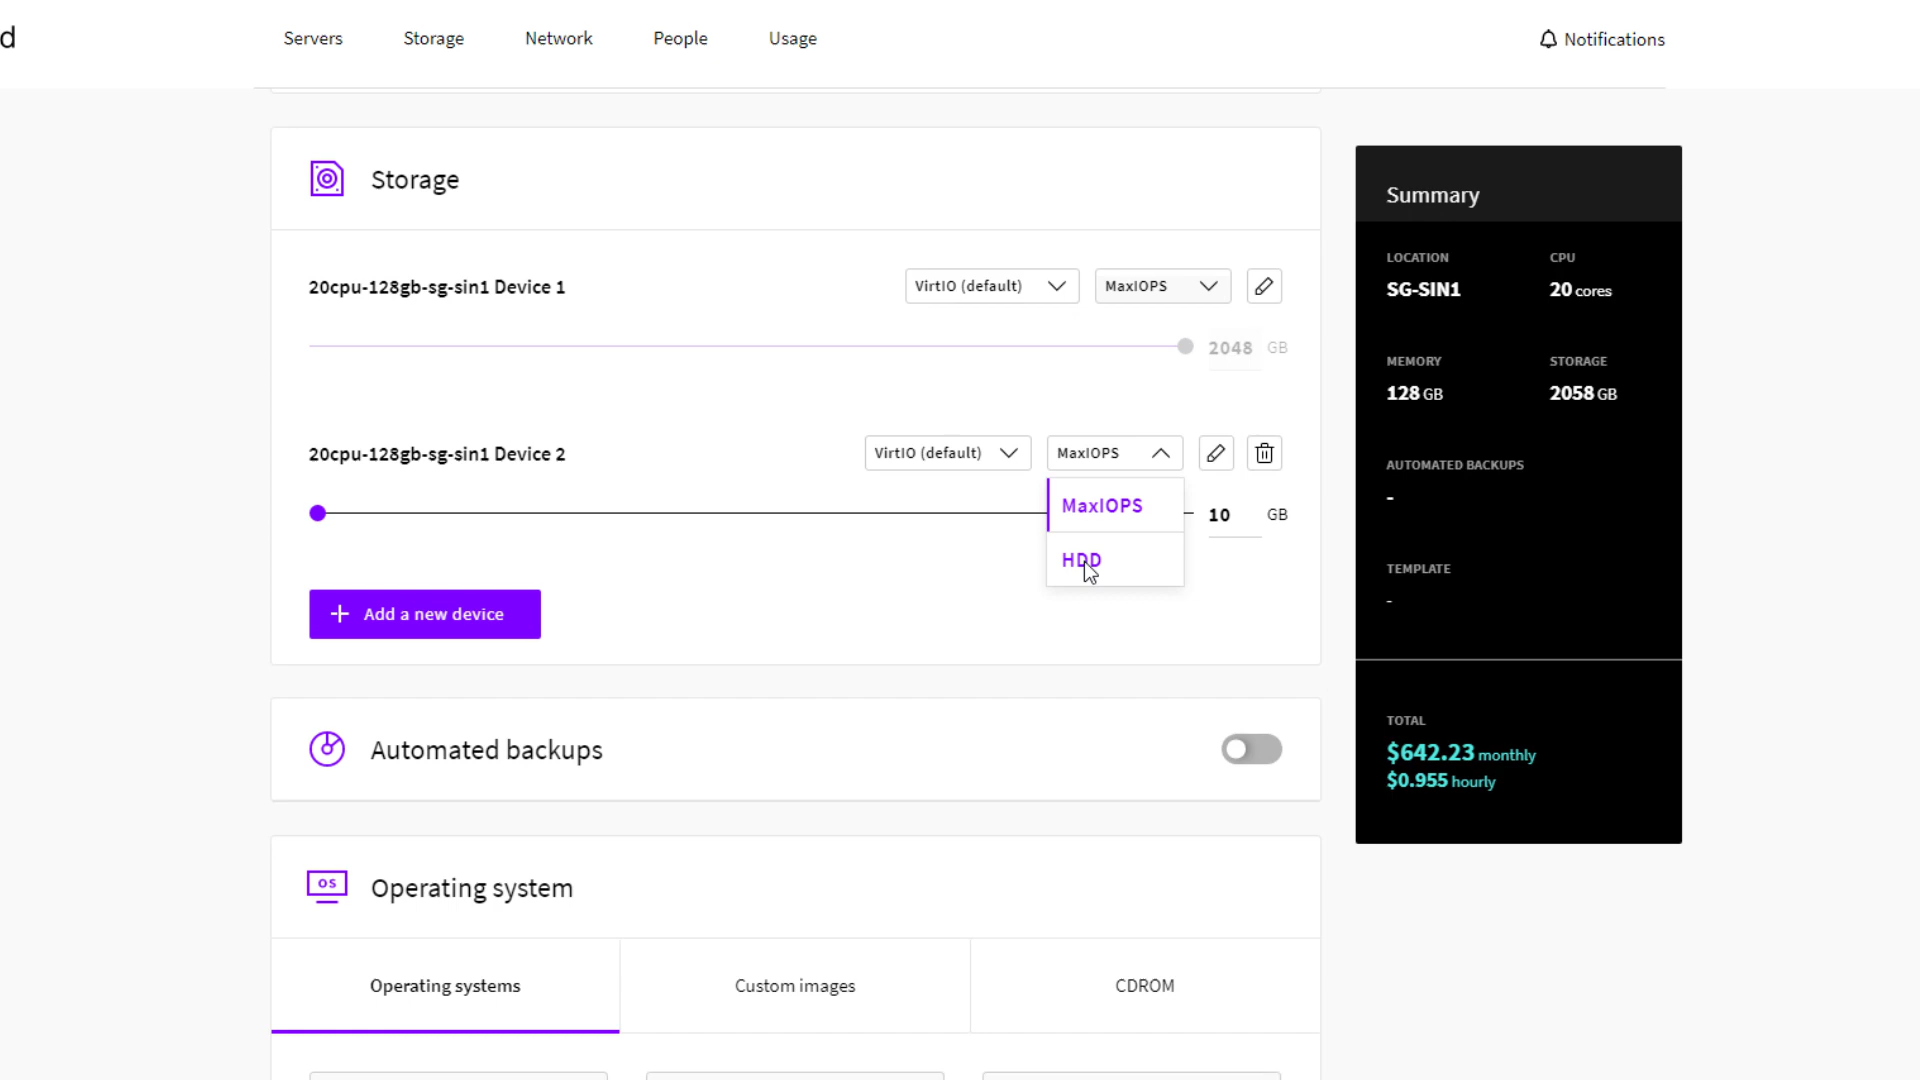 d
Servers
Storage
Network
People
Usage
Notifications
Storage
20cpu-128gb-sg-sin1 Device 1
VirtIO (default)
MaxIOPS
2048 GB
20cpu-128gb-sg-sin1 Device 2
VirtIO (default)
MaxIOPS
MaxIOPS
HDD
10 GB
Add a new device
Automated backups
OS
Operating system
Operating systems
Custom images
CDROM
Summary
LOCATION
SG-SIN1
CPU
20 cores
MEMORY
128 GB
STORAGE
2058 GB
AUTOMATED BACKUPS
-
TEMPLATE
-
TOTAL
$642.23 monthly
$0.955 hourly